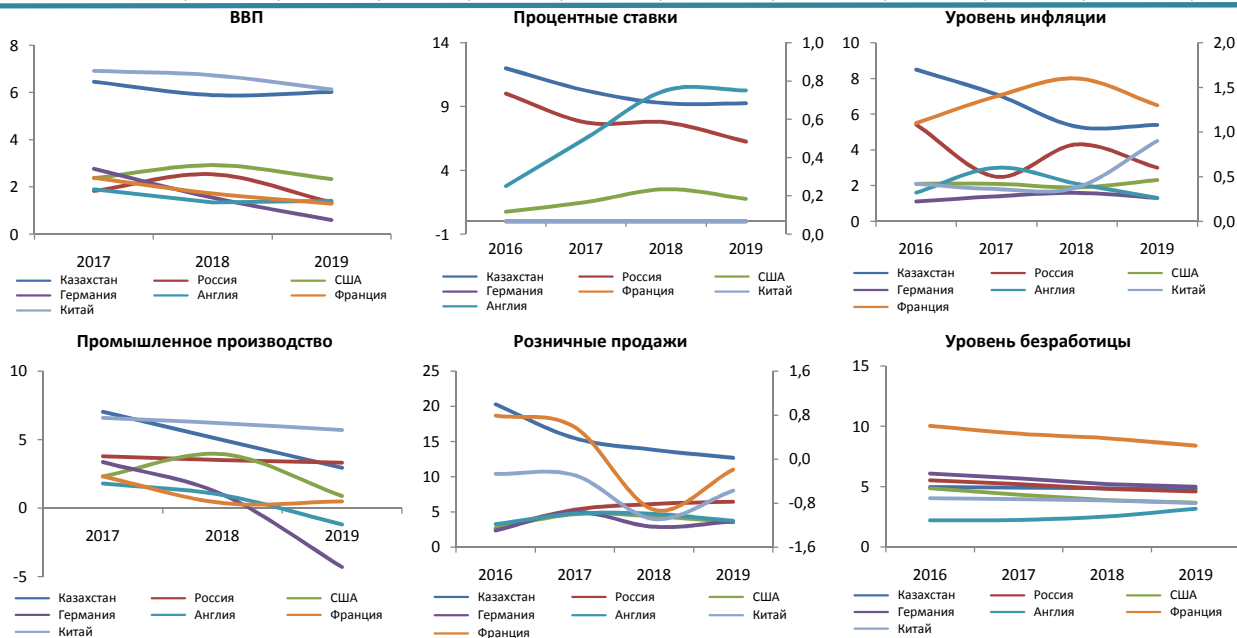 ВВП
8
6
4
2
0
2017 2018 2019
Казахстан Россия США
Германия Англия Франция
Китай
Процентные ставки
14 1,0
0,8
9
0,6
4 0,4
0,2
-1 0,0
2016 2017 2018 2019
Казахстан Россия США
Германия Франция Китай
Англия
Уровень инфляции
10 2,0
8 1,5
6
1,0
4
2 0,5
0 0,0
2016 2017 2018 2019
Казахстан Россия США
Германия Англия Китай
Франция
Промышленное производство
10
5
0
2017 2018 2019
-5
Казахстан Россия США
Германия Англия Франция
Китай
Розничные продажи
25 1,6
20 0,8
15 0,0
10
5 -0,8
0 -1,6
2016 2017 2018 2019
Казахстан Россия США
Германия Англия Китай
Франция
Уровень безработицы
15
10
5
0
2016 2017 2018 2019
Казахстан Россия США
Германия Англия Франция
Китай